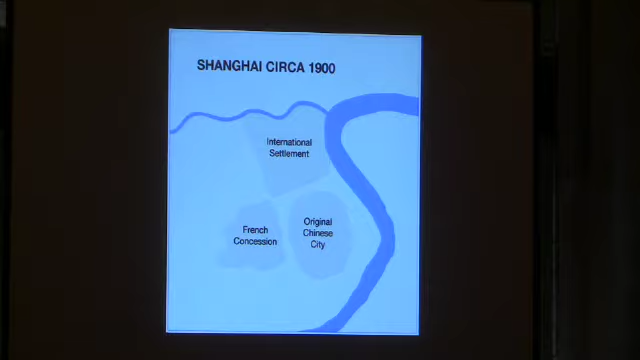 SHANGHAI CIRCA 1900
International
Settlement
French
Concession
Original
Chinese
City